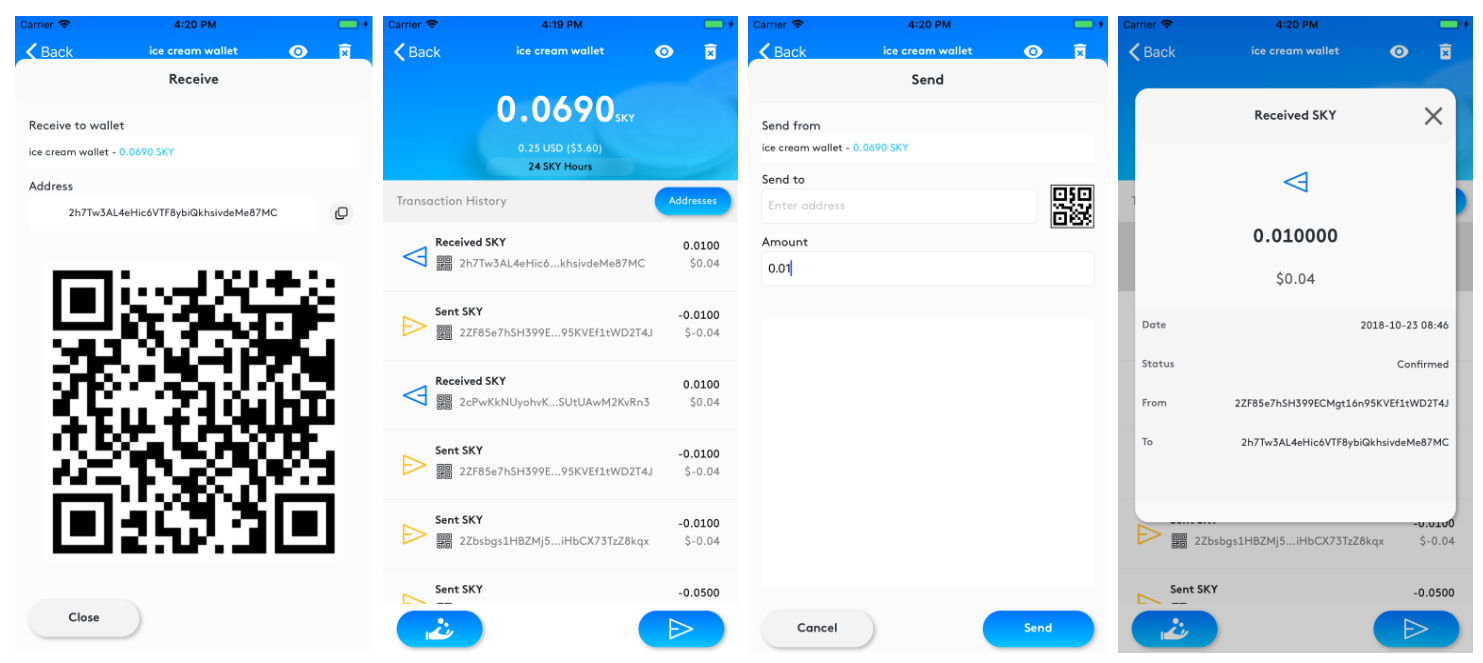 Carrier 4:20 PM
Back ice cream wallet
Receive
Receive to wallet
ice cream wallet - 0.0690 SKY
Address
2h7Tw3AL4eHic6VTF8ybiQkhsivdeMe87MC
Close
Carrier 4:19 PM
Back ice cream wallet
0.0690 SKY
0.25 USD ($3.60)
24 SKY Hours
Transaction History Addresses
Received SKY 0.0100
2h7Tw3AL4eHic6...khsivdeMe87MC $0.04
Sent SKY -0.0100
2ZF85e7hSH399E...95KVEf1tWD2T4J $-0.04
Received SKY 0.0100
2cPwKkNUyohvK...SUtUAwM2KvRn3 $0.04
Sent SKY -0.0100
2ZF85e7hSH399E...95KVEf1tWD2T4J $-0.04
Sent SKY -0.0100
2Zbsbgs1HBZMj5...iHbCX73TzZ8kqx $-0.04
Sent SKY -0.0500
Carrier 4:20 PM
Back ice cream wallet
Send
Send from
ice cream wallet - 0.0690 SKY
Send to
Enter address
Amount
0.01
Cancel Send
Carrier 4:20 PM
Back ice cream wallet
Received SKY
0.010000
$0.04
Date 2018-10-23 08:46
Status Confirmed
From 2ZF85e7hSH399ECMgt16n95KVEf1tWD2T4J
To 2h7Tw3AL4eHic6VTF8ybiQkhsivdeMe87MC
Sent SKY -0.0100
2Zbsbgs1HBZMj5...iHbCX73TzZ8kqx $-0.04
Sent SKY -0.0500